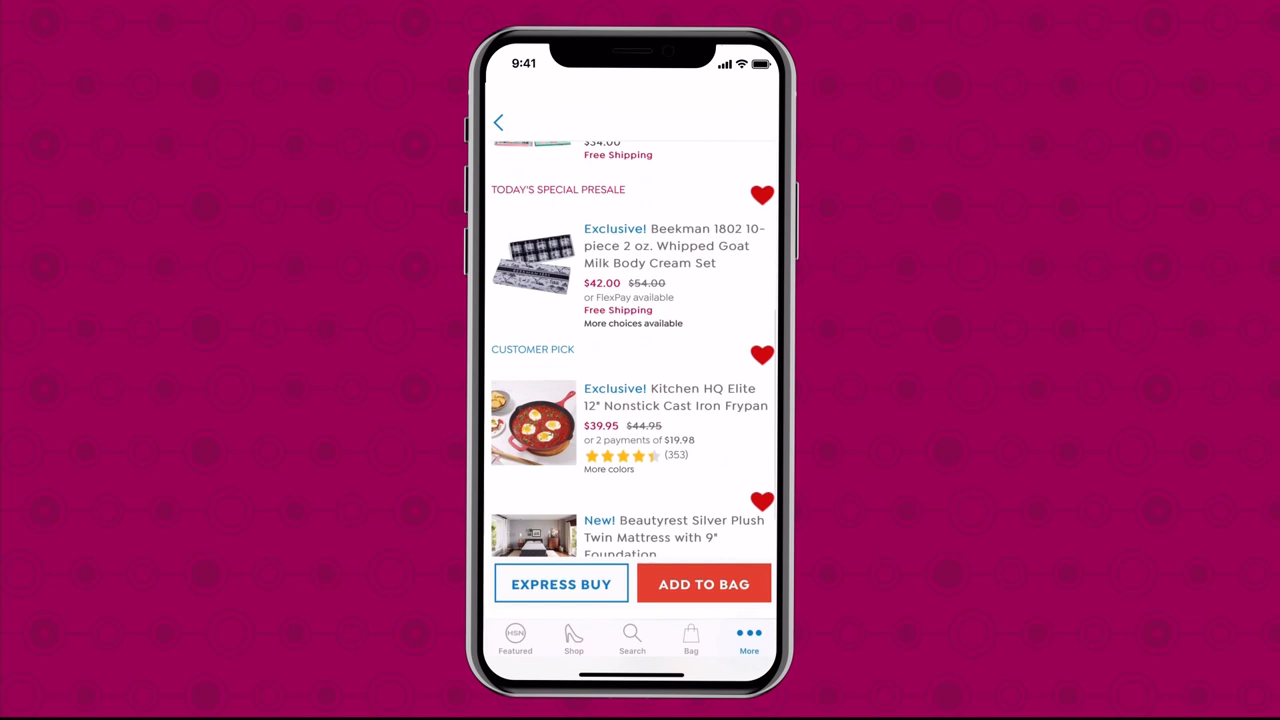 9:41
$34.00
Free Shipping
TODAY'S SPECIAL PRESALE
Exclusive! Beekman 1802 10-
piece 2 oz. Whipped Goat
Milk Body Cream Set
$42.00 $54.00
or FlexPay available
Free Shipping
More choices available
CUSTOMER PICK
Exclusive! Kitchen HQ Elite
12" Nonstick Cast Iron Frypan
$39.95 $44.95
or 2 payments of $19.98
(353)
More colors
New! Beautyrest Silver Plush
Twin Mattress with 9"
Foundation
EXPRESS BUY
ADD TO BAG
HSN
Featured
Shop
Search
Bag
More